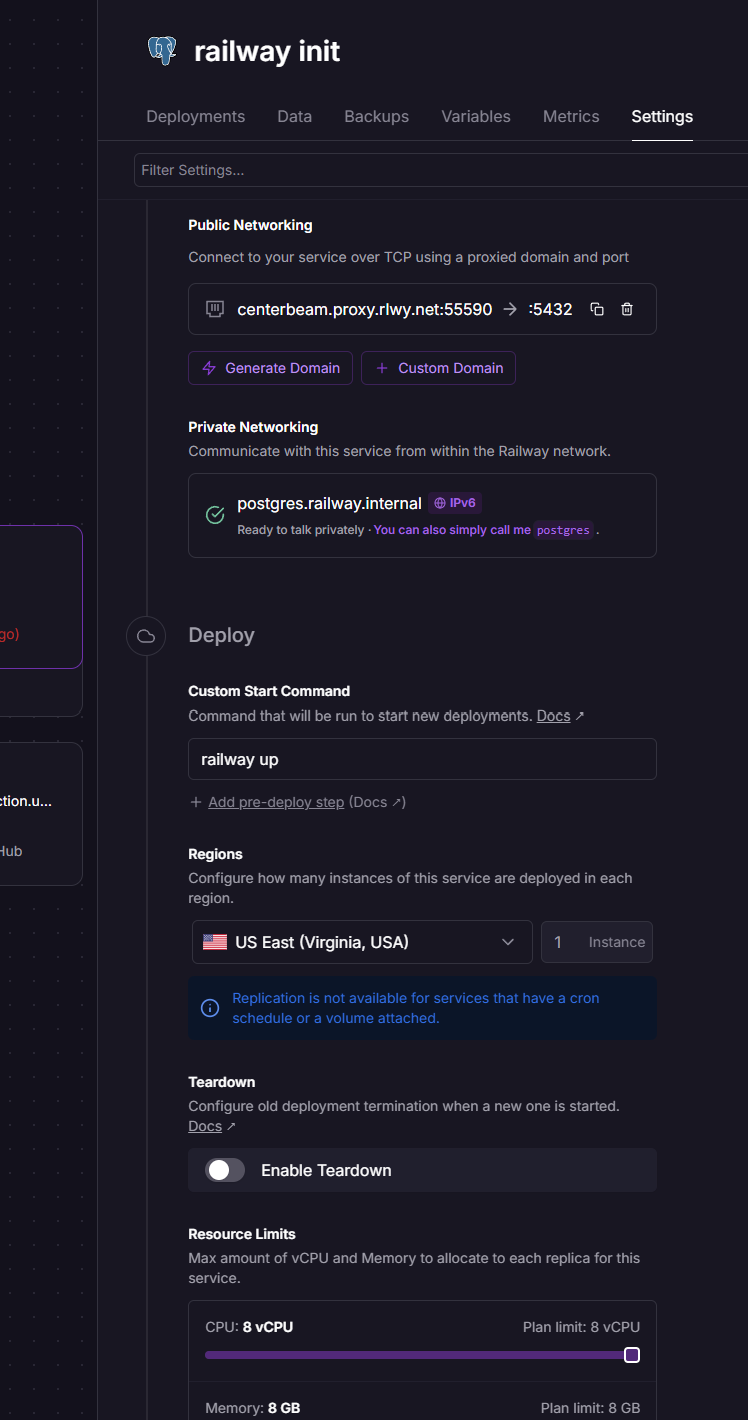 railway init
Deployments Data Backups Variables Metrics Settings
Filter Settings...
Public Networking
Connect to your service over TCP using a proxied domain and port
centerbeam.proxy.rlwy.net:55590 → :5432
Generate Domain + Custom Domain
Private Networking
Communicate with this service from within the Railway network.
postgres.railway.internal IPv6
Ready to talk privately · You can also simply call me postgres .
go)
Deploy
Custom Start Command
Command that will be run to start new deployments. Docs ↗
railway up
+ Add pre-deploy step (Docs ↗)
ction.u...
Hub
Regions
Configure how many instances of this service are deployed in each
region.
US East (Virginia, USA) 1 Instance
Replication is not available for services that have a cron
schedule or a volume attached.
Teardown
Configure old deployment termination when a new one is started.
Docs ↗
Enable Teardown
Resource Limits
Max amount of vCPU and Memory to allocate to each replica for this
service.
CPU: 8 vCPU Plan limit: 8 vCPU
Memory: 8 GB Plan limit: 8 GB